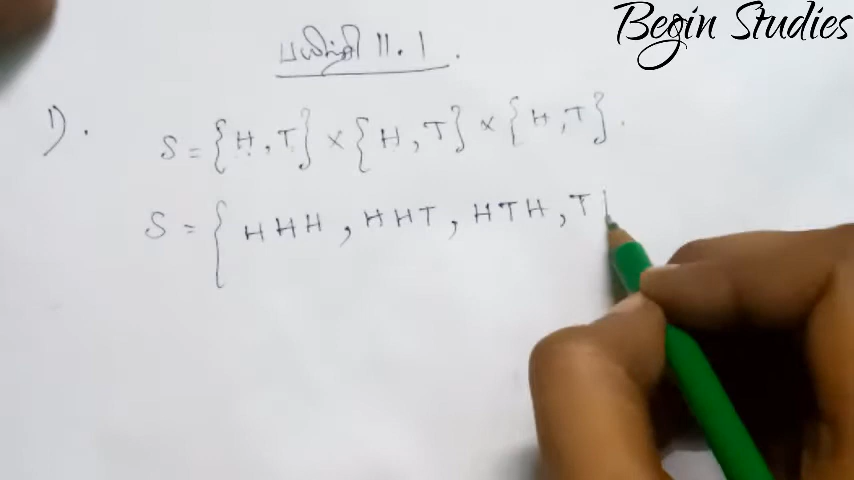 Begin Studies
பயிற்சி 11.1.
1). S = {H, T} × {H, T} × {H, T}.
S = { HHH, HHT, HTH, T